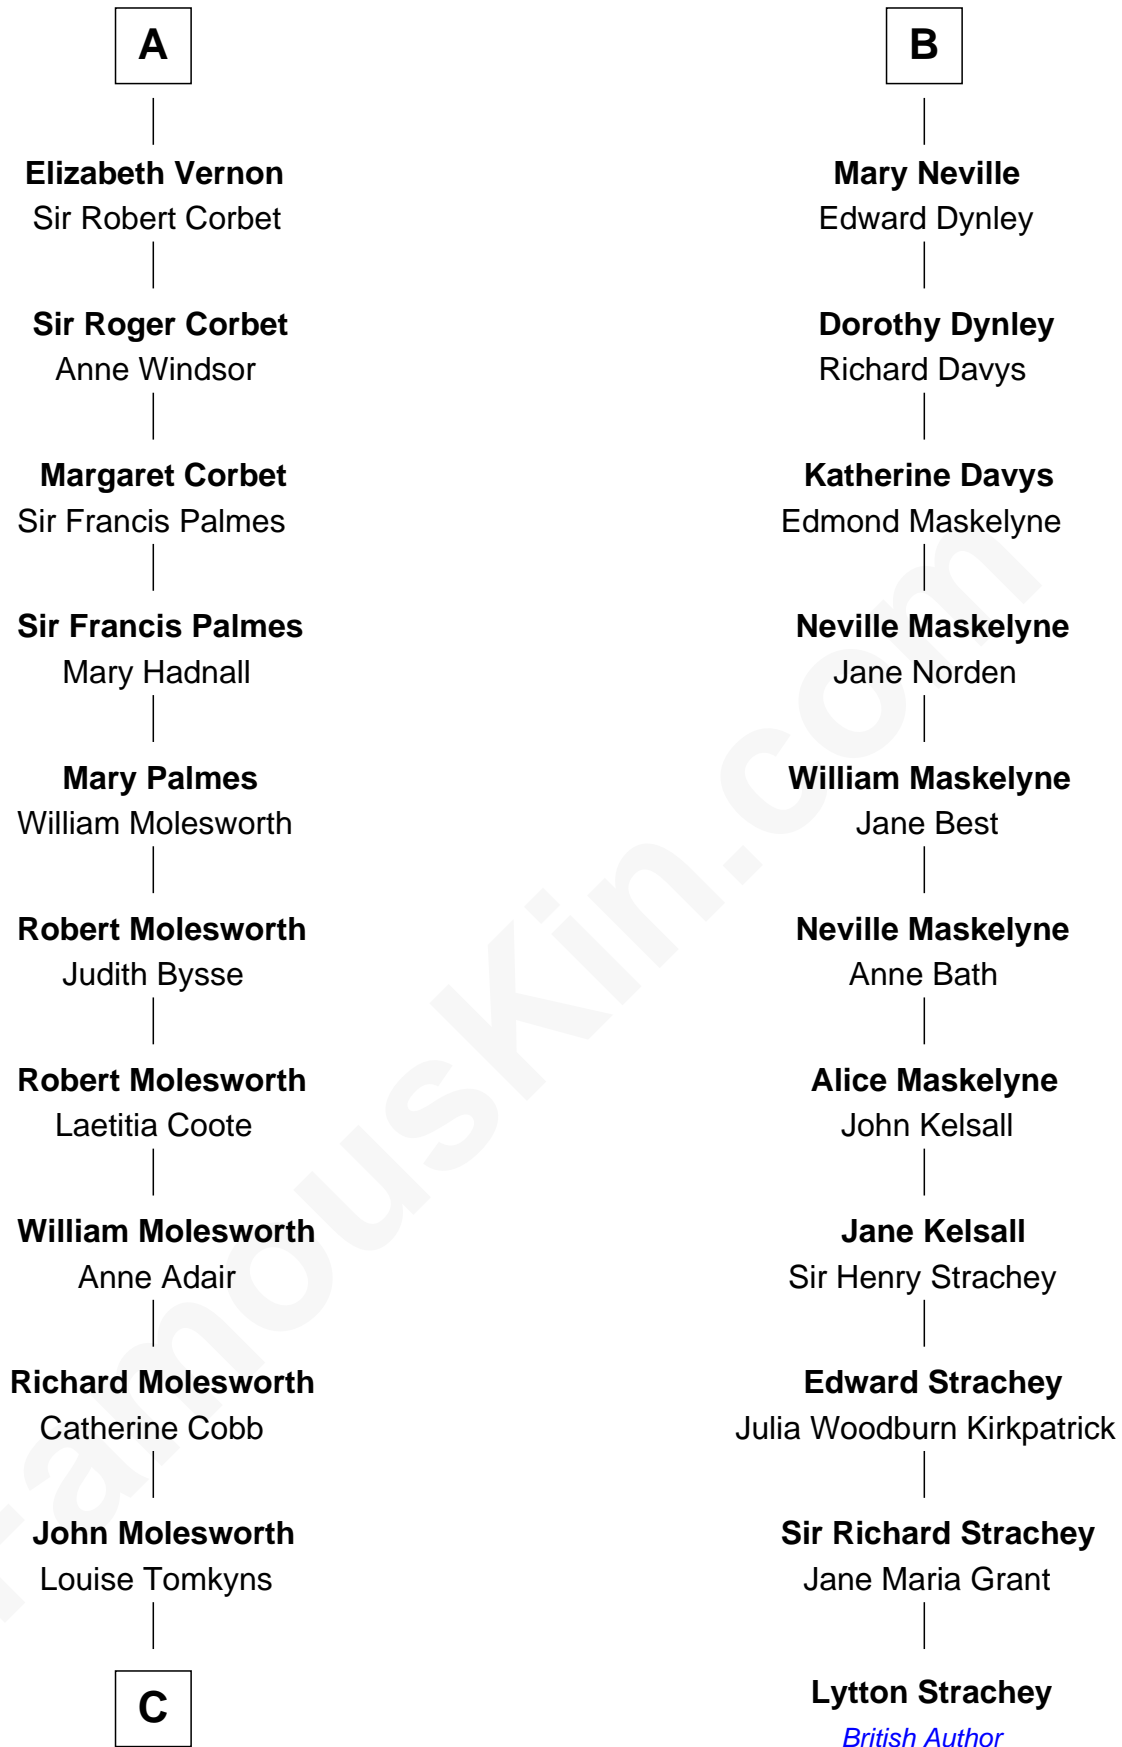 A
Elizabeth Vernon
Sir Robert Corbet
Sir Roger Corbet
Anne Windsor
Margaret Corbet
Sir Francis Palmes
Sir Francis Palmes
Mary Hadnall
Mary Palmes
William Molesworth
Robert Molesworth
Judith Bysse
Robert Molesworth
Laetitia Coote
William Molesworth
Anne Adair
Richard Molesworth
Catherine Cobb
John Molesworth
Louise Tomkyns
C
B
Mary Neville
Edward Dynley
Dorothy Dynley
Richard Davys
Katherine Davys
Edmond Maskelyne
Neville Maskelyne
Jane Norden
William Maskelyne
Jane Best
Neville Maskelyne
Anne Bath
Alice Maskelyne
John Kelsall
Jane Kelsall
Sir Henry Strachey
Edward Strachey
Julia Woodburn Kirkpatrick
Sir Richard Strachey
Jane Maria Grant
Lytton Strachey
British Author
FamousKin.com